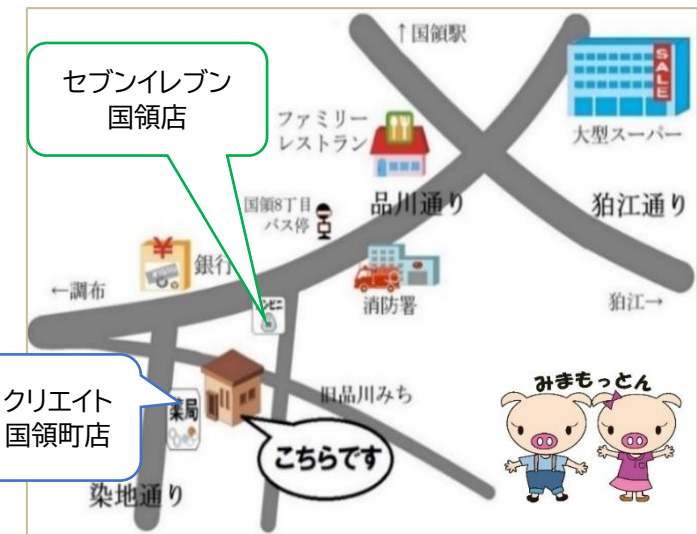 ↑国領駅
セブンイレブン
国領店
SALE
ファミリー
レストラン
大型スーパー
国領8丁目
バス停
品川通り
狛江通り
¥
銀行
←調布
コンビニ
消防署
狛江→
クリエイト
国領町店
薬局
旧品川みち
みまもっとん
こちらです
染地通り